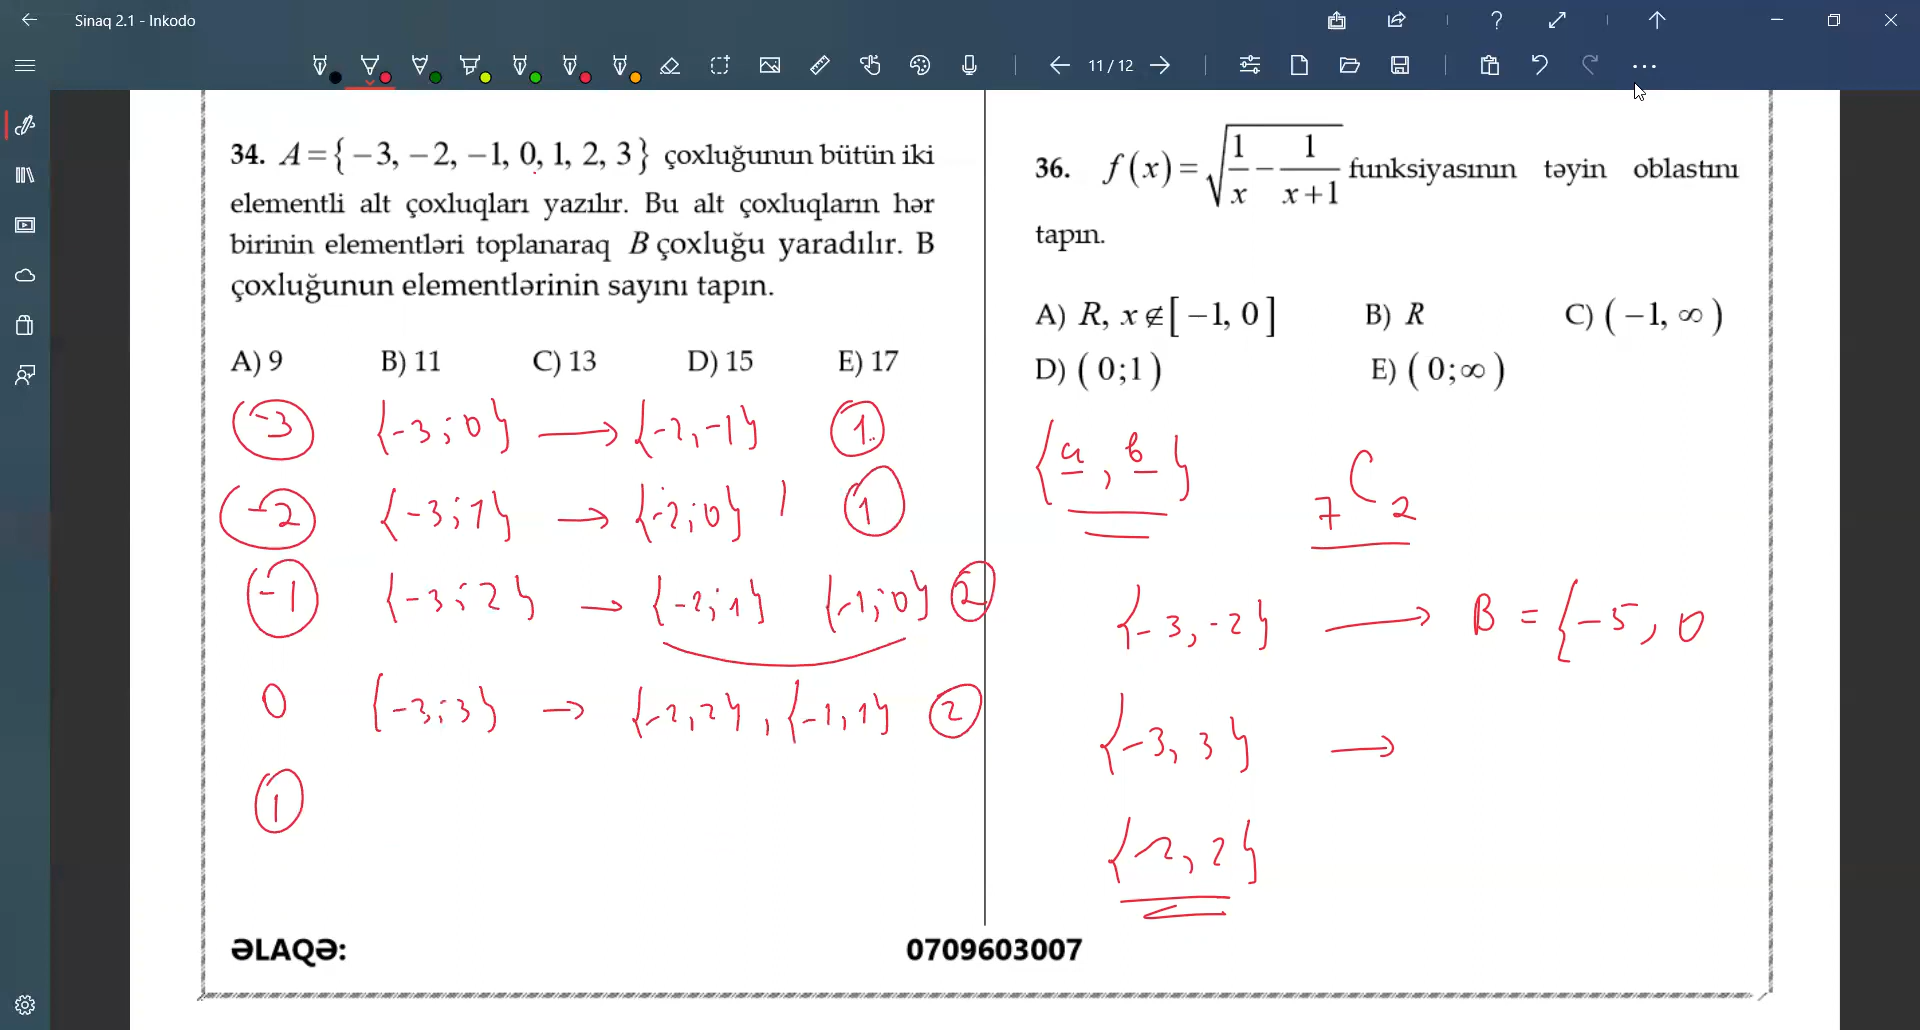 Sinaq 2.1 - Inkodo
11 / 12
34. A={−3, −2, −1, 0, 1, 2, 3} çoxluğunun bütün iki
elementli alt çoxluqları yazılır. Bu alt çoxluqların hər
birinin elementləri toplanaraq B çoxluğu yaradılır. B
çoxluğunun elementlərinin sayını tapın.
A) 9 B) 11 C) 13 D) 15 E) 17
-3 {-3; 0} → {-2, -1} 1
-2 {-3; 1} → {-2; 0} 1
-1 {-3; 2} → {-2; 1} {-1; 0} 2
0 {-3; 3} → {-2, 2}, {-1, 1} 2
1
36. f(x)=√(1/x − 1/(x+1)) funksiyasının təyin oblastını
tapın.
A) R, x∉[−1, 0] B) R C) (−1, ∞)
D) (0;1) E) (0;∞)
{a, b} 7C2
{-3, -2} → B = {-5, 0
{-3, 3} →
{-2, 2}
ƏLAQƏ: 0709603007